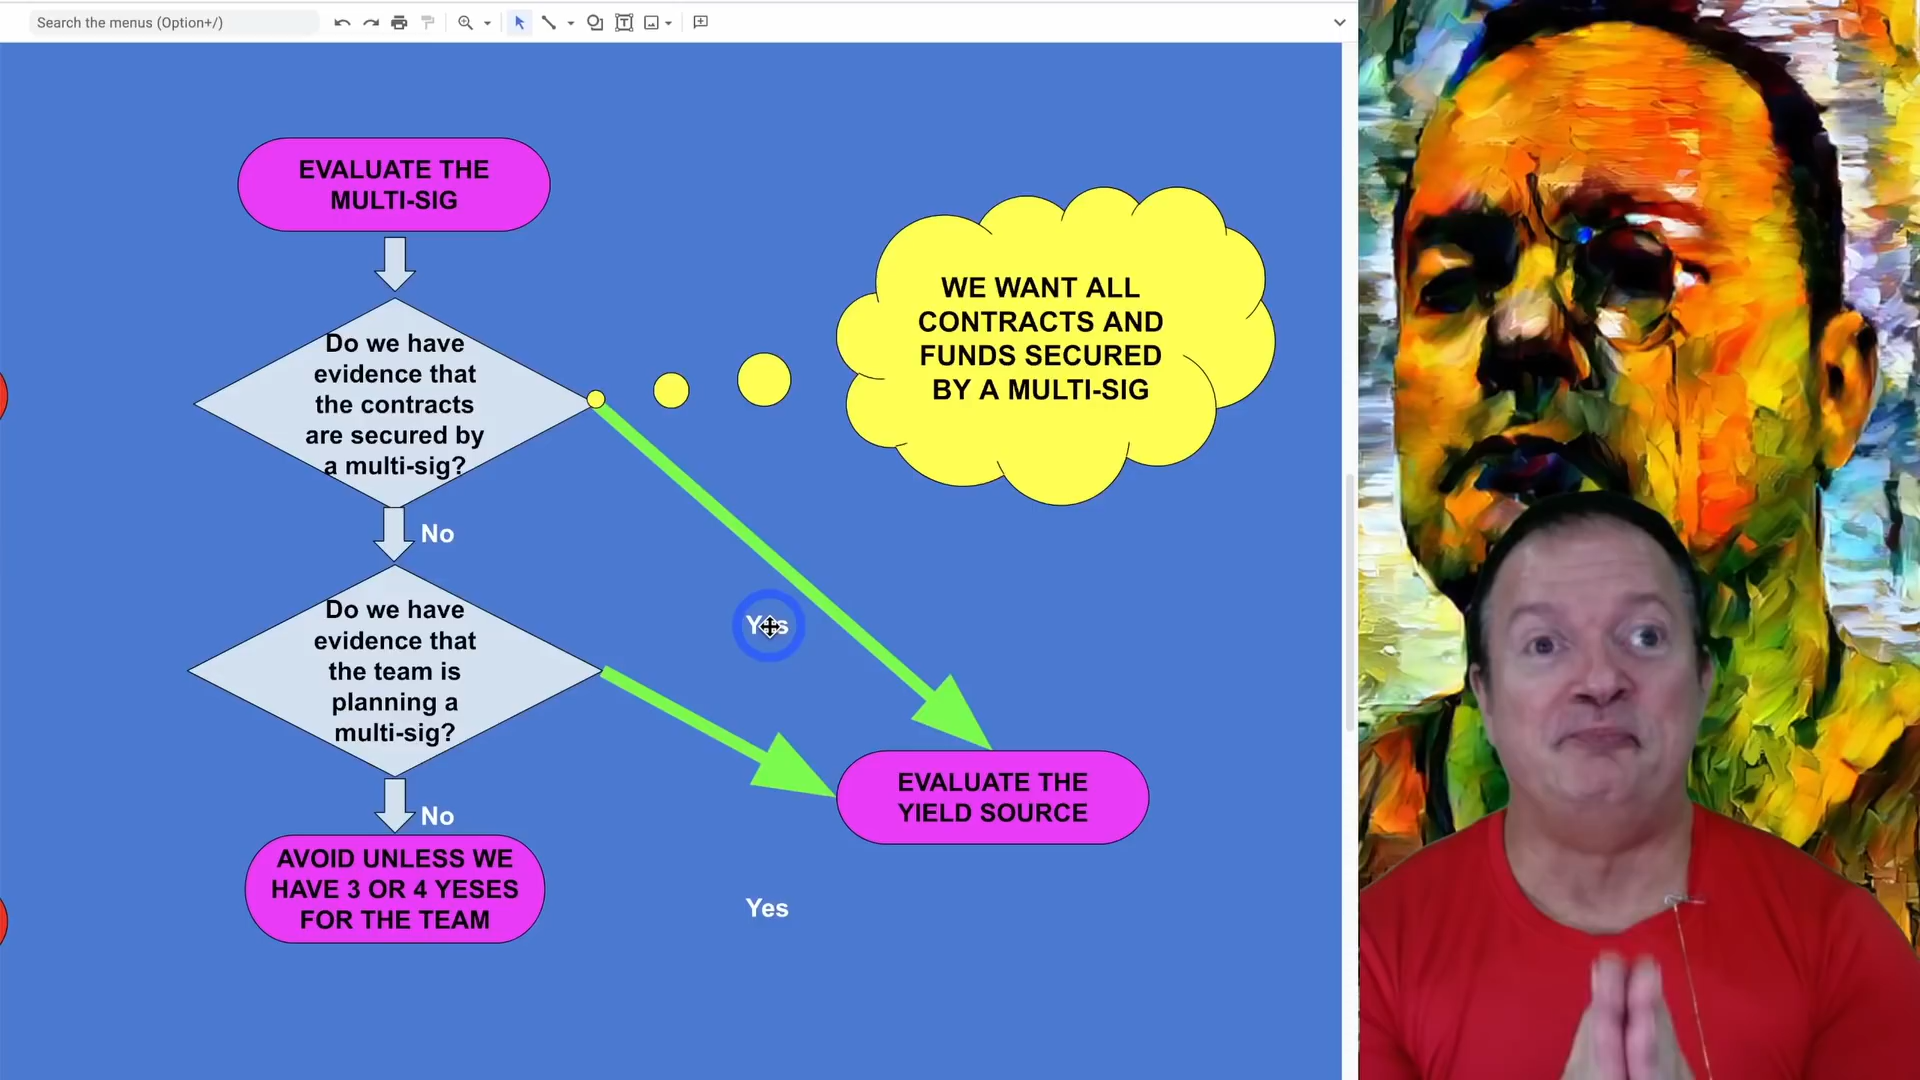 Search the menus (Option+/)
EVALUATE THE
MULTI-SIG
Do we have
evidence that
the contracts
are secured by
a multi-sig?
WE WANT ALL
CONTRACTS AND
FUNDS SECURED
BY A MULTI-SIG
No
Yes
Do we have
evidence that
the team is
planning a
multi-sig?
EVALUATE THE
YIELD SOURCE
No
AVOID UNLESS WE
HAVE 3 OR 4 YESES
FOR THE TEAM
Yes